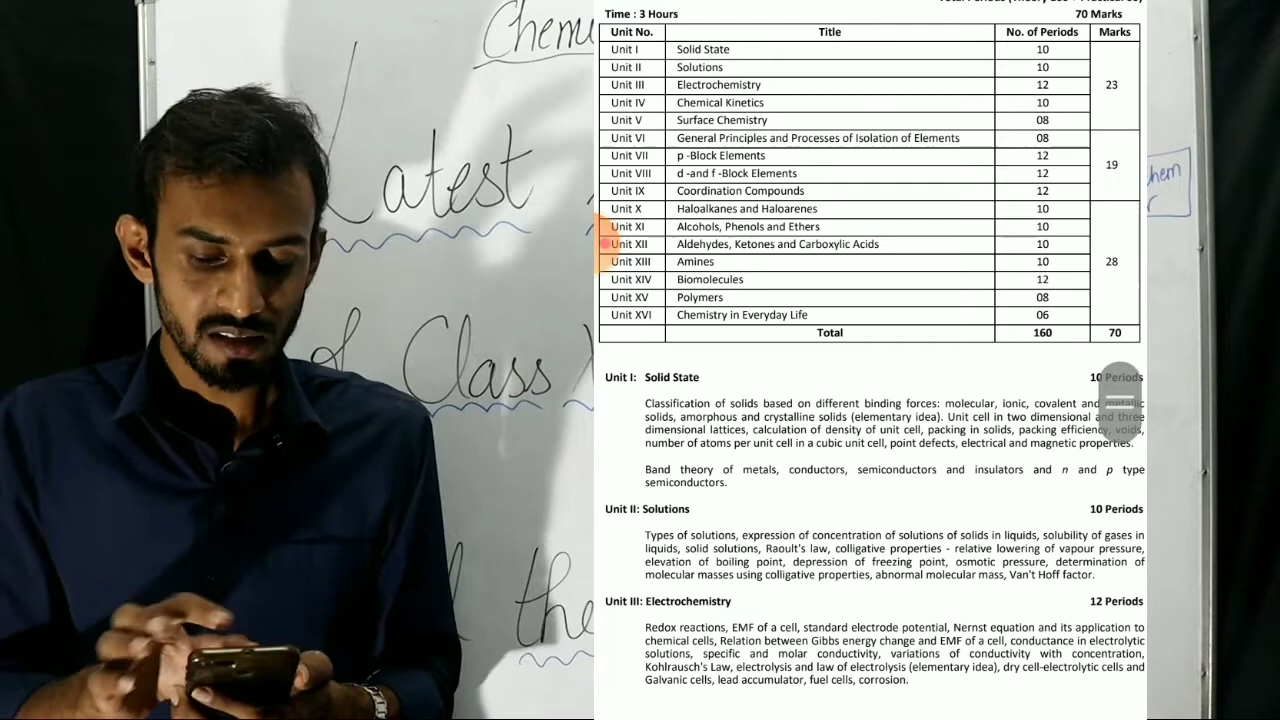 Time : 3 Hours 70 Marks
Unit No. Title No. of Periods Marks
Unit I Solid State 10
Unit II Solutions 10
Unit III Electrochemistry 12 23
Unit IV Chemical Kinetics 10
Unit V Surface Chemistry 08
Unit VI General Principles and Processes of Isolation of Elements 08
Unit VII p -Block Elements 12 19
Unit VIII d -and f -Block Elements 12
Unit IX Coordination Compounds 12
Unit X Haloalkanes and Haloarenes 10
Unit XI Alcohols, Phenols and Ethers 10
Unit XII Aldehydes, Ketones and Carboxylic Acids 10
Unit XIII Amines 10 28
Unit XIV Biomolecules 12
Unit XV Polymers 08
Unit XVI Chemistry in Everyday Life 06
Total 160 70
Unit I: Solid State 10 Periods
Classification of solids based on different binding forces: molecular, ionic, covalent and metallic
solids, amorphous and crystalline solids (elementary idea). Unit cell in two dimensional and three
dimensional lattices, calculation of density of unit cell, packing in solids, packing efficiency, voids,
number of atoms per unit cell in a cubic unit cell, point defects, electrical and magnetic properties.
Band theory of metals, conductors, semiconductors and insulators and n and p type
semiconductors.
Unit II: Solutions 10 Periods
Types of solutions, expression of concentration of solutions of solids in liquids, solubility of gases in
liquids, solid solutions, Raoult's law, colligative properties - relative lowering of vapour pressure,
elevation of boiling point, depression of freezing point, osmotic pressure, determination of
molecular masses using colligative properties, abnormal molecular mass, Van't Hoff factor.
Unit III: Electrochemistry 12 Periods
Redox reactions, EMF of a cell, standard electrode potential, Nernst equation and its application to
chemical cells, Relation between Gibbs energy change and EMF of a cell, conductance in electrolytic
solutions, specific and molar conductivity, variations of conductivity with concentration,
Kohlrausch's Law, electrolysis and law of electrolysis (elementary idea), dry cell-electrolytic cells and
Galvanic cells, lead accumulator, fuel cells, corrosion.
Chemi
Latest
of Class
the
hem
r